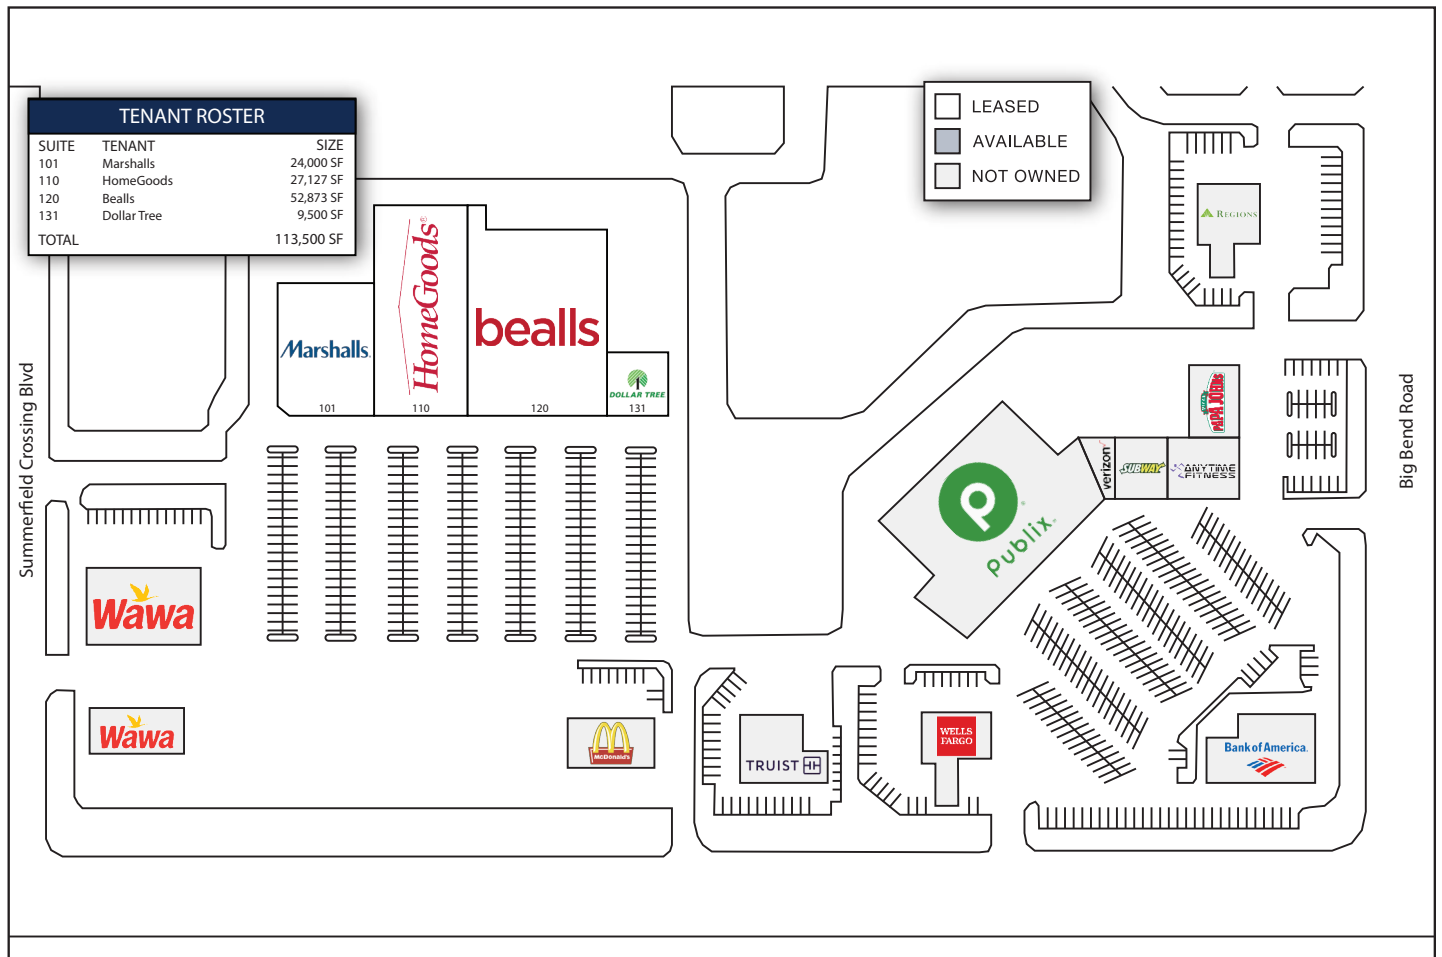 TENANT ROSTER
SUITE TENANT SIZE
101 Marshalls 24,000 SF
110 HomeGoods 27,127 SF
120 Bealls 52,873 SF
131 Dollar Tree 9,500 SF
TOTAL 113,500 SF
LEASED
AVAILABLE
NOT OWNED
REGIONS
Summerfield Crossing Blvd
Big Bend Road
Marshalls
101
HomeGoods®
110
bealls
120
DOLLAR TREE
131
PAPA JOHNS
verizon
SUBWAY
ANYTIME
FITNESS
Publix
Wawa
Wawa
McDonald's
TRUIST
WELLS
FARGO
Bank of America